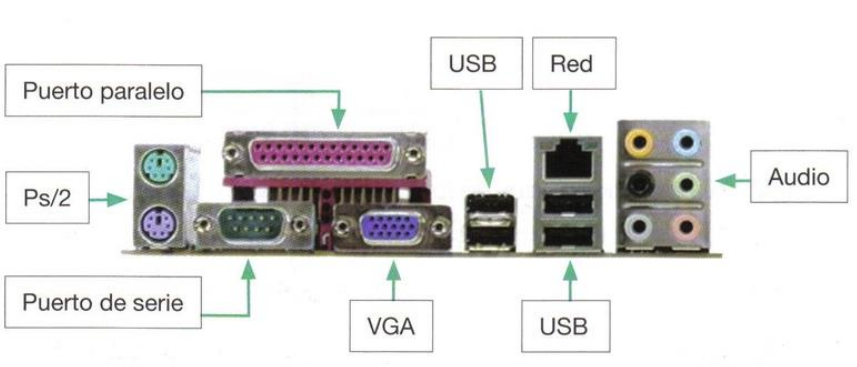 USB
Red
Puerto paralelo
Audio
Ps/2
Puerto de serie
VGA
USB